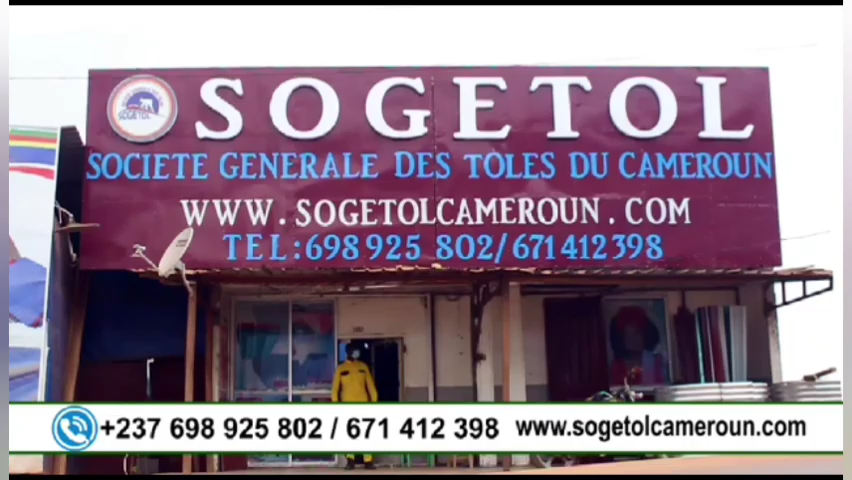 SOGETOL
SOGETOL
SOCIETE GENERALE DES TOLES DU CAMEROUN
WWW. SOGETOLCAMEROUN. COM
TEL: 698 925 802/671 412 398
+237 698 925 802 / 671 412 398 www.sogetolcameroun.com